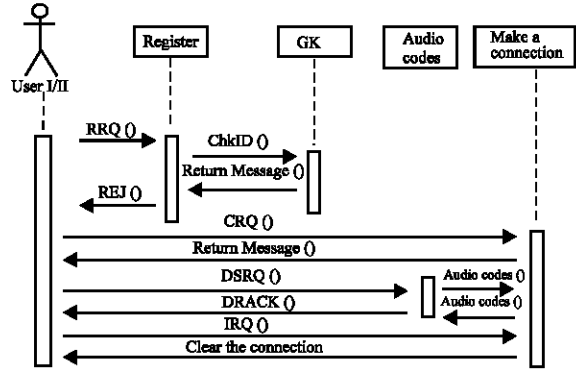 User I/II
Register
GK
Audio
codes
Make a
connection
RRQ ()
ChkID ()
Return Message ()
REJ ()
CRQ ()
Return Message ()
DSRQ ()
Audio codes ()
DRACK ()
Audio codes ()
IRQ ()
Clear the connection